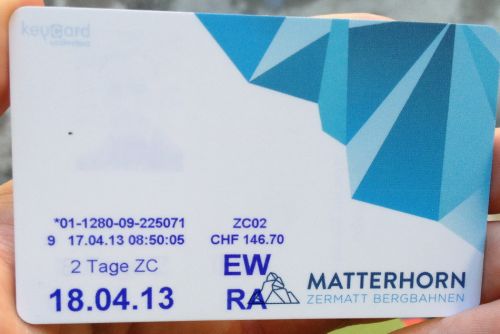 keycard
*01-1280-09-225071 ZC02
9 17.04.13 08:50:05 CHF 146.70
2 Tage ZC EW
18.04.13 RA
MATTERHORN
ZERMATT BERGBAHNEN